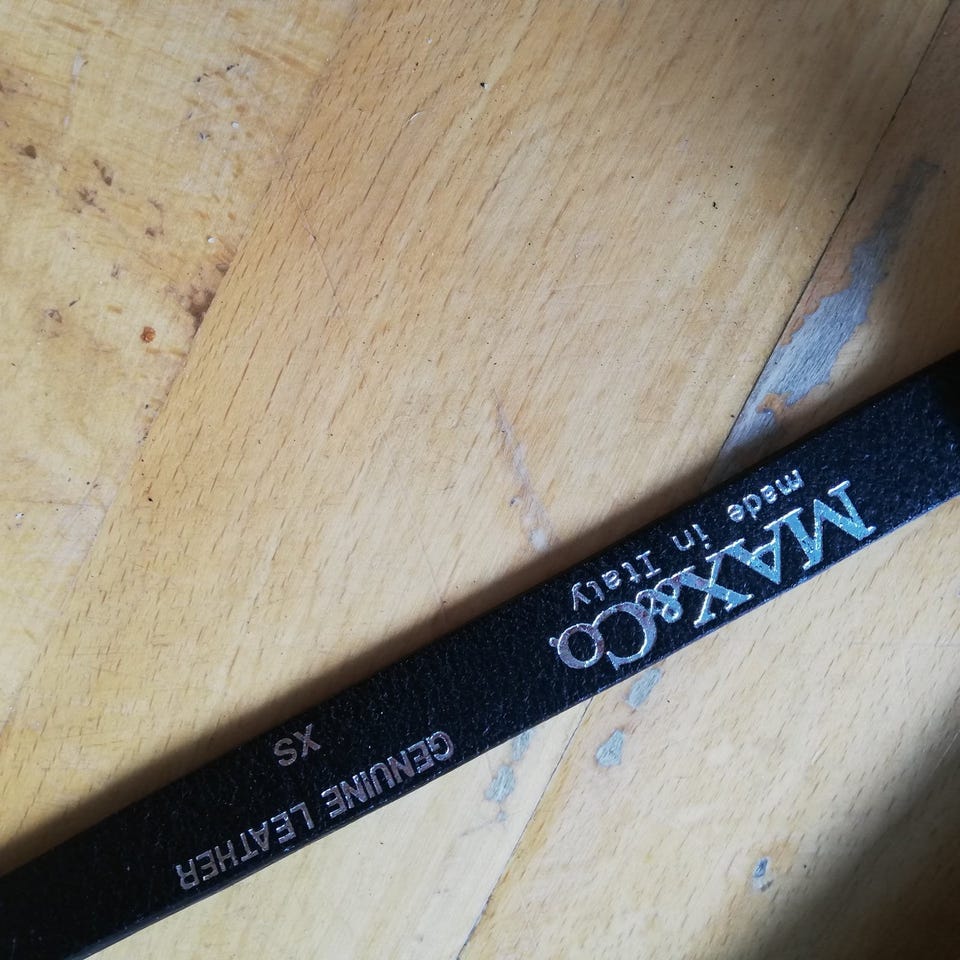 MAX&Co.
made in Italy
GENUINE LEATHER
XS